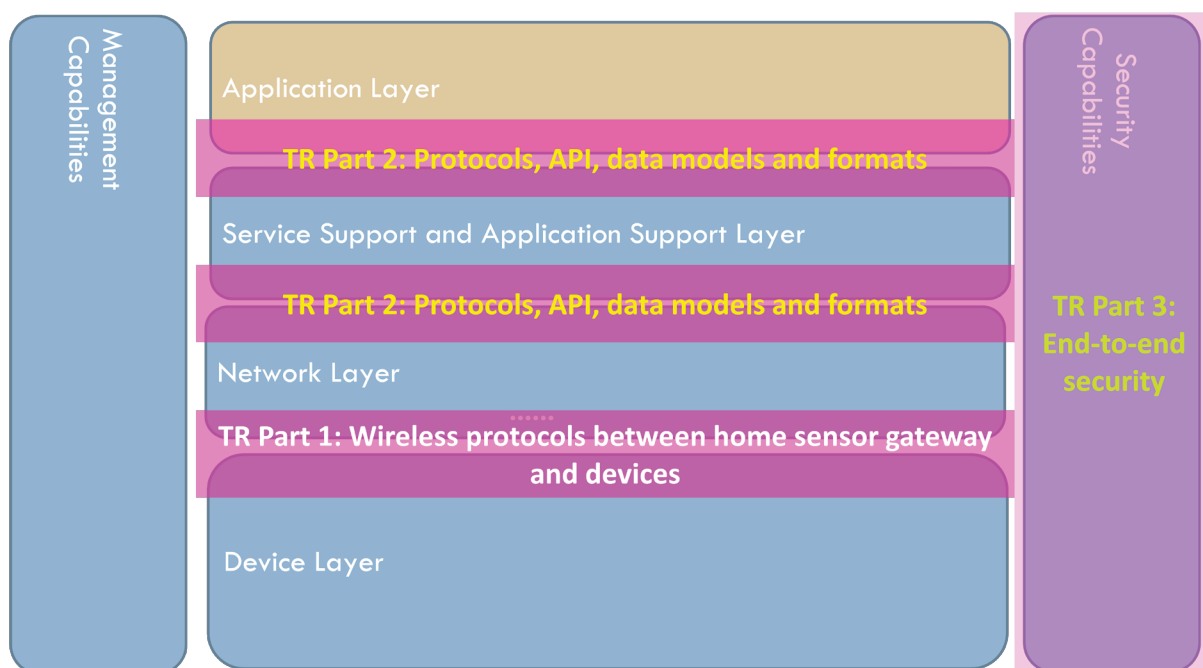 Management
Capabilities
Application Layer
TR Part 2: Protocols, API, data models and formats
Service Support and Application Support Layer
TR Part 2: Protocols, API, data models and formats
Network Layer
......
TR Part 1: Wireless protocols between home sensor gateway
and devices
Device Layer
Security
Capabilities
TR Part 3:
End-to-end
security